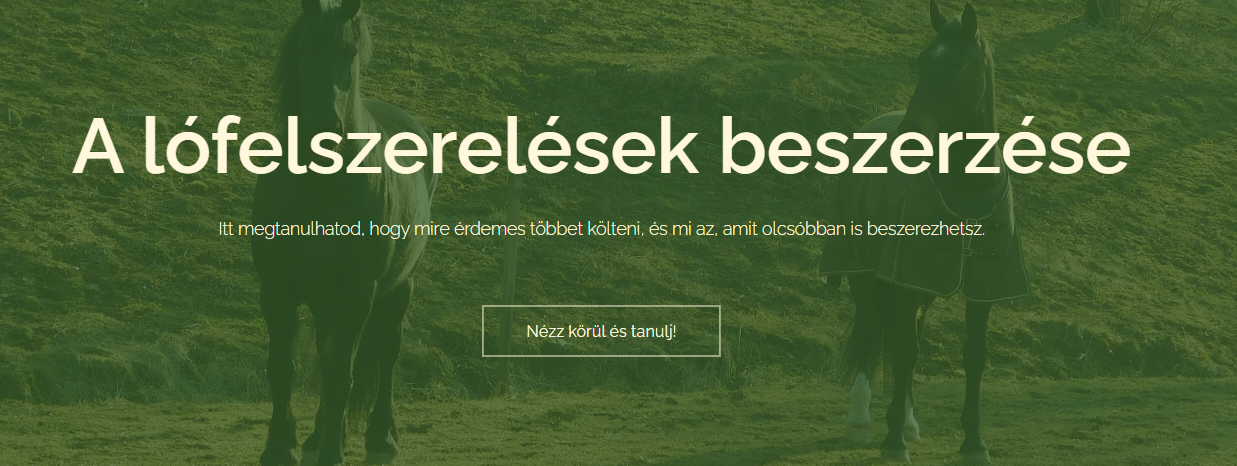 A lófelszerelések beszerzése
Itt megtanulhatod, hogy mire érdemes többet költeni, és mi az, amit olcsóbban is beszerezhetsz.
Nézz körül és tanulj!